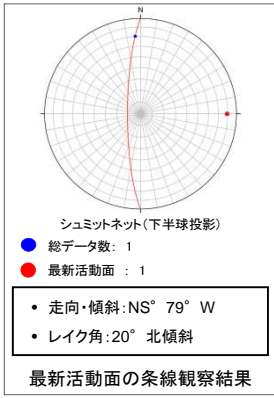 N
シュミットネット(下半球投影)
総データ数: 1
最新活動面 : 1
• 走向・傾斜:NS° 79° W
• レイク角:20° 北傾斜
最新活動面の条線観察結果